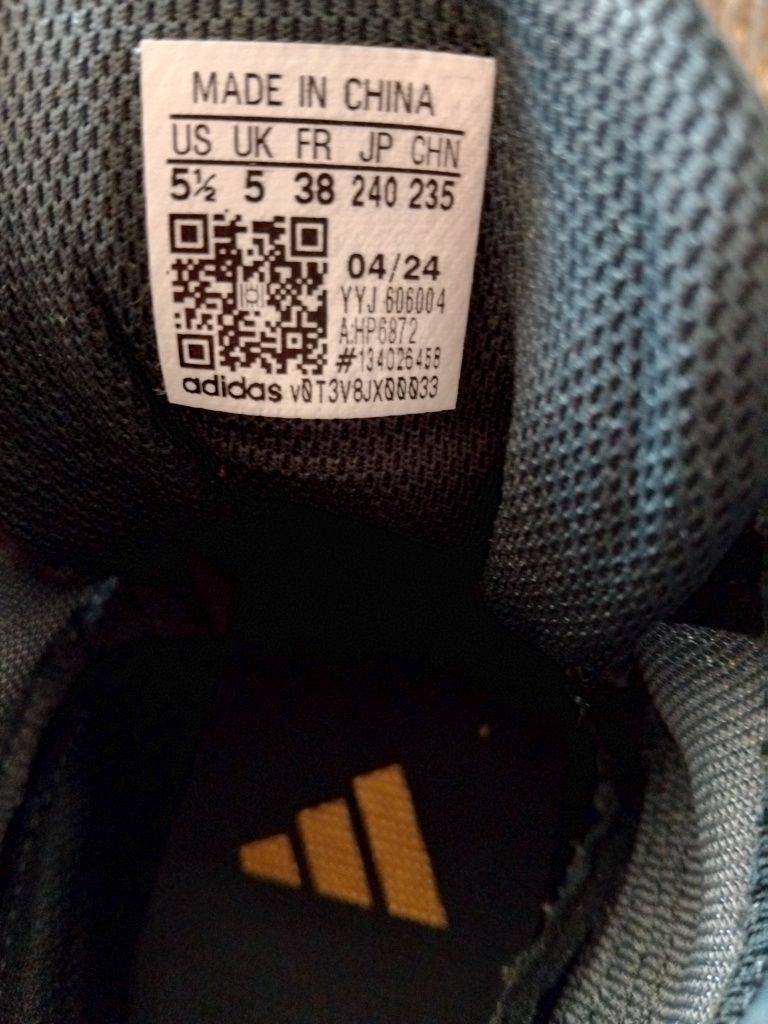 MADE IN CHINA
US UK FR JP CHN
5½ 5 38 240 235
04/24
YYJ 606004
A:HP6872
#134026458
adidas v0T3V8JX00033